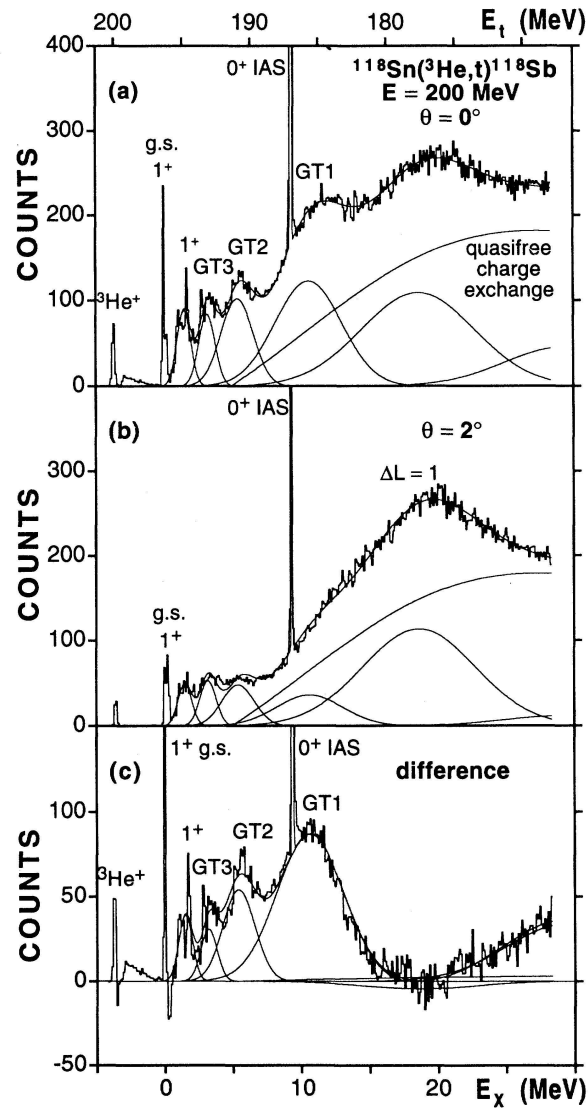 200 190 180 Eₜ (MeV)
400
300
200
100
0
COUNTS
(a)
0⁺ IAS
¹¹⁸Sn(³He,t)¹¹⁸Sb
E = 200 MeV
θ = 0°
g.s.
1⁺
1⁺
GT3
GT2
GT1
³He⁺
quasifree
charge
exchange
300
200
100
0
COUNTS
(b)
0⁺ IAS
θ = 2°
ΔL = 1
g.s.
1⁺
100
50
0
-50
COUNTS
(c)
1⁺ g.s.
0⁺ IAS
difference
GT1
1⁺
GT2
GT3
³He⁺
0 10 20 Eₓ (MeV)